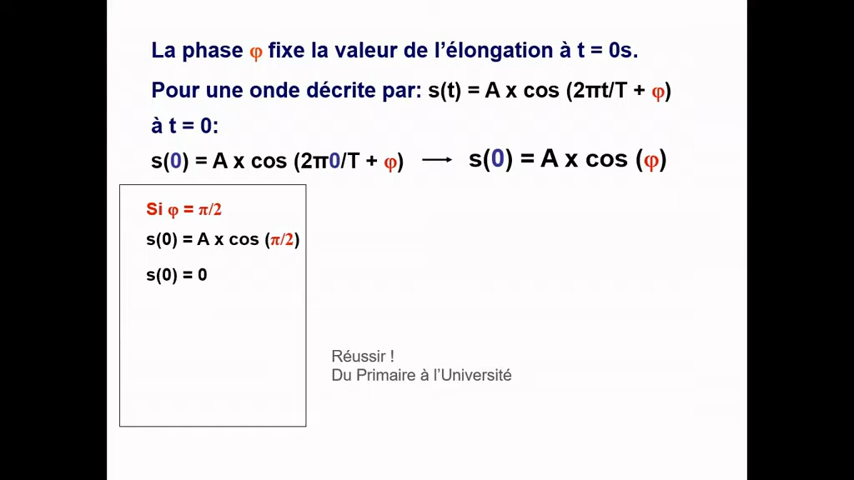 La phase φ fixe la valeur de l'élongation à t = 0s.
Pour une onde décrite par: s(t) = A x cos (2πt/T + φ)
à t = 0:
s(0) = A x cos (2π0/T + φ) → s(0) = A x cos (φ)
Si φ = π/2
s(0) = A x cos (π/2)
s(0) = 0
Réussir !
Du Primaire à l'Université